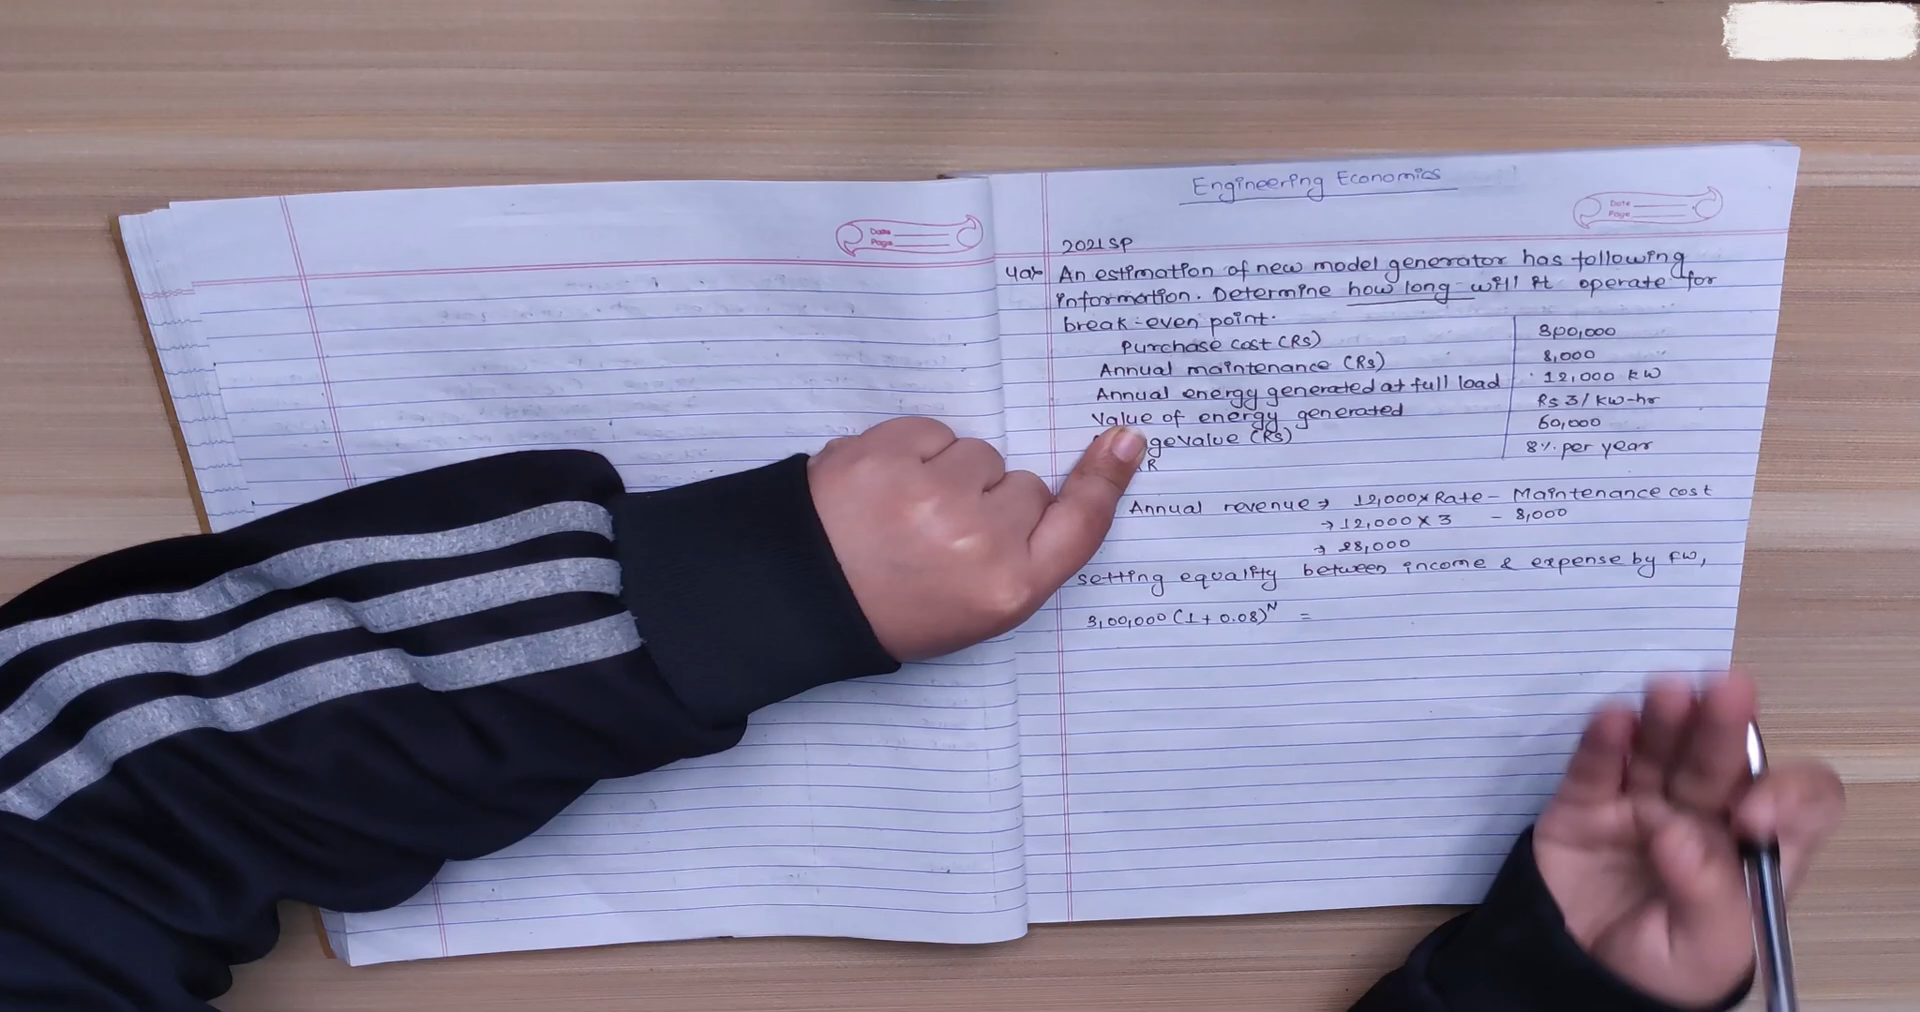 Engineering Economics
Date
Page
Date
Page
2021 SP
4a) An estimation of new model generator has following
information. Determine how long will it operate for
break-even point.
Purchase cost (Rs) 300,000
Annual maintenance (Rs) 8,000
Annual energy generated at full load 12,000 kw
Value of energy generated Rs 3/kw-hr
gevalue (Rs) 60,000
R 8% per year
Annual revenue → 12,000 x Rate - Maintenance cost
→ 12,000 x 3 - 8,000
→ 28,000
setting equality between income & expense by FW,
3,00,000 (1 + 0.08)^N =